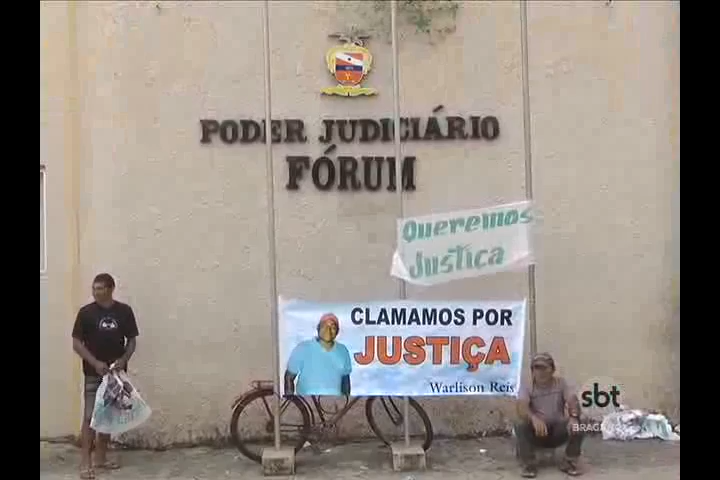 PODER JUDICIÁRIO
FÓRUM
Queremos
Justiça
CLAMAMOS POR
JUSTIÇA
Warlison Reis
sbt